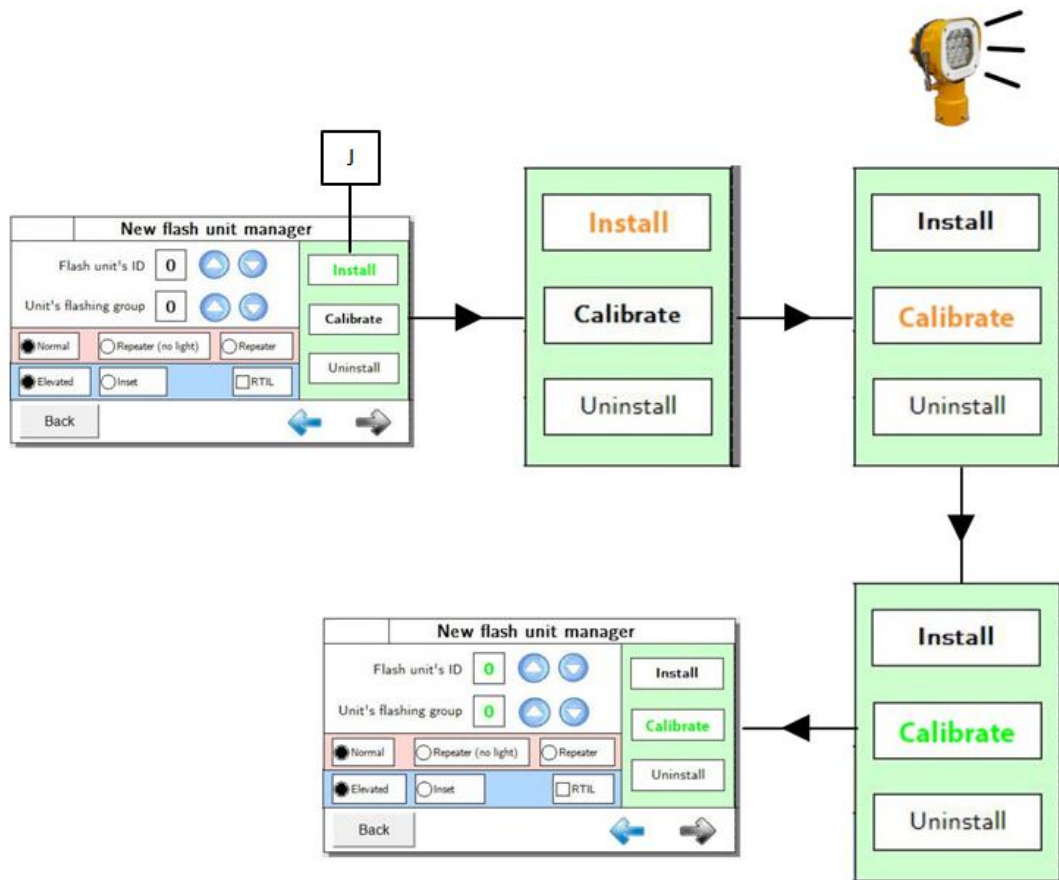 J
New flash unit manager
Flash unit's ID 0
Install
Unit's flashing group 0
Calibrate
Normal Repeater (no light) Repeater
Uninstall
Elevated Inset RTIL
Back
Install
Calibrate
Uninstall
Install
Calibrate
Uninstall
Install
Calibrate
Uninstall
New flash unit manager
Flash unit's ID 0
Install
Unit's flashing group 0
Calibrate
Normal Repeater (no light) Repeater
Uninstall
Elevated Inset RTIL
Back